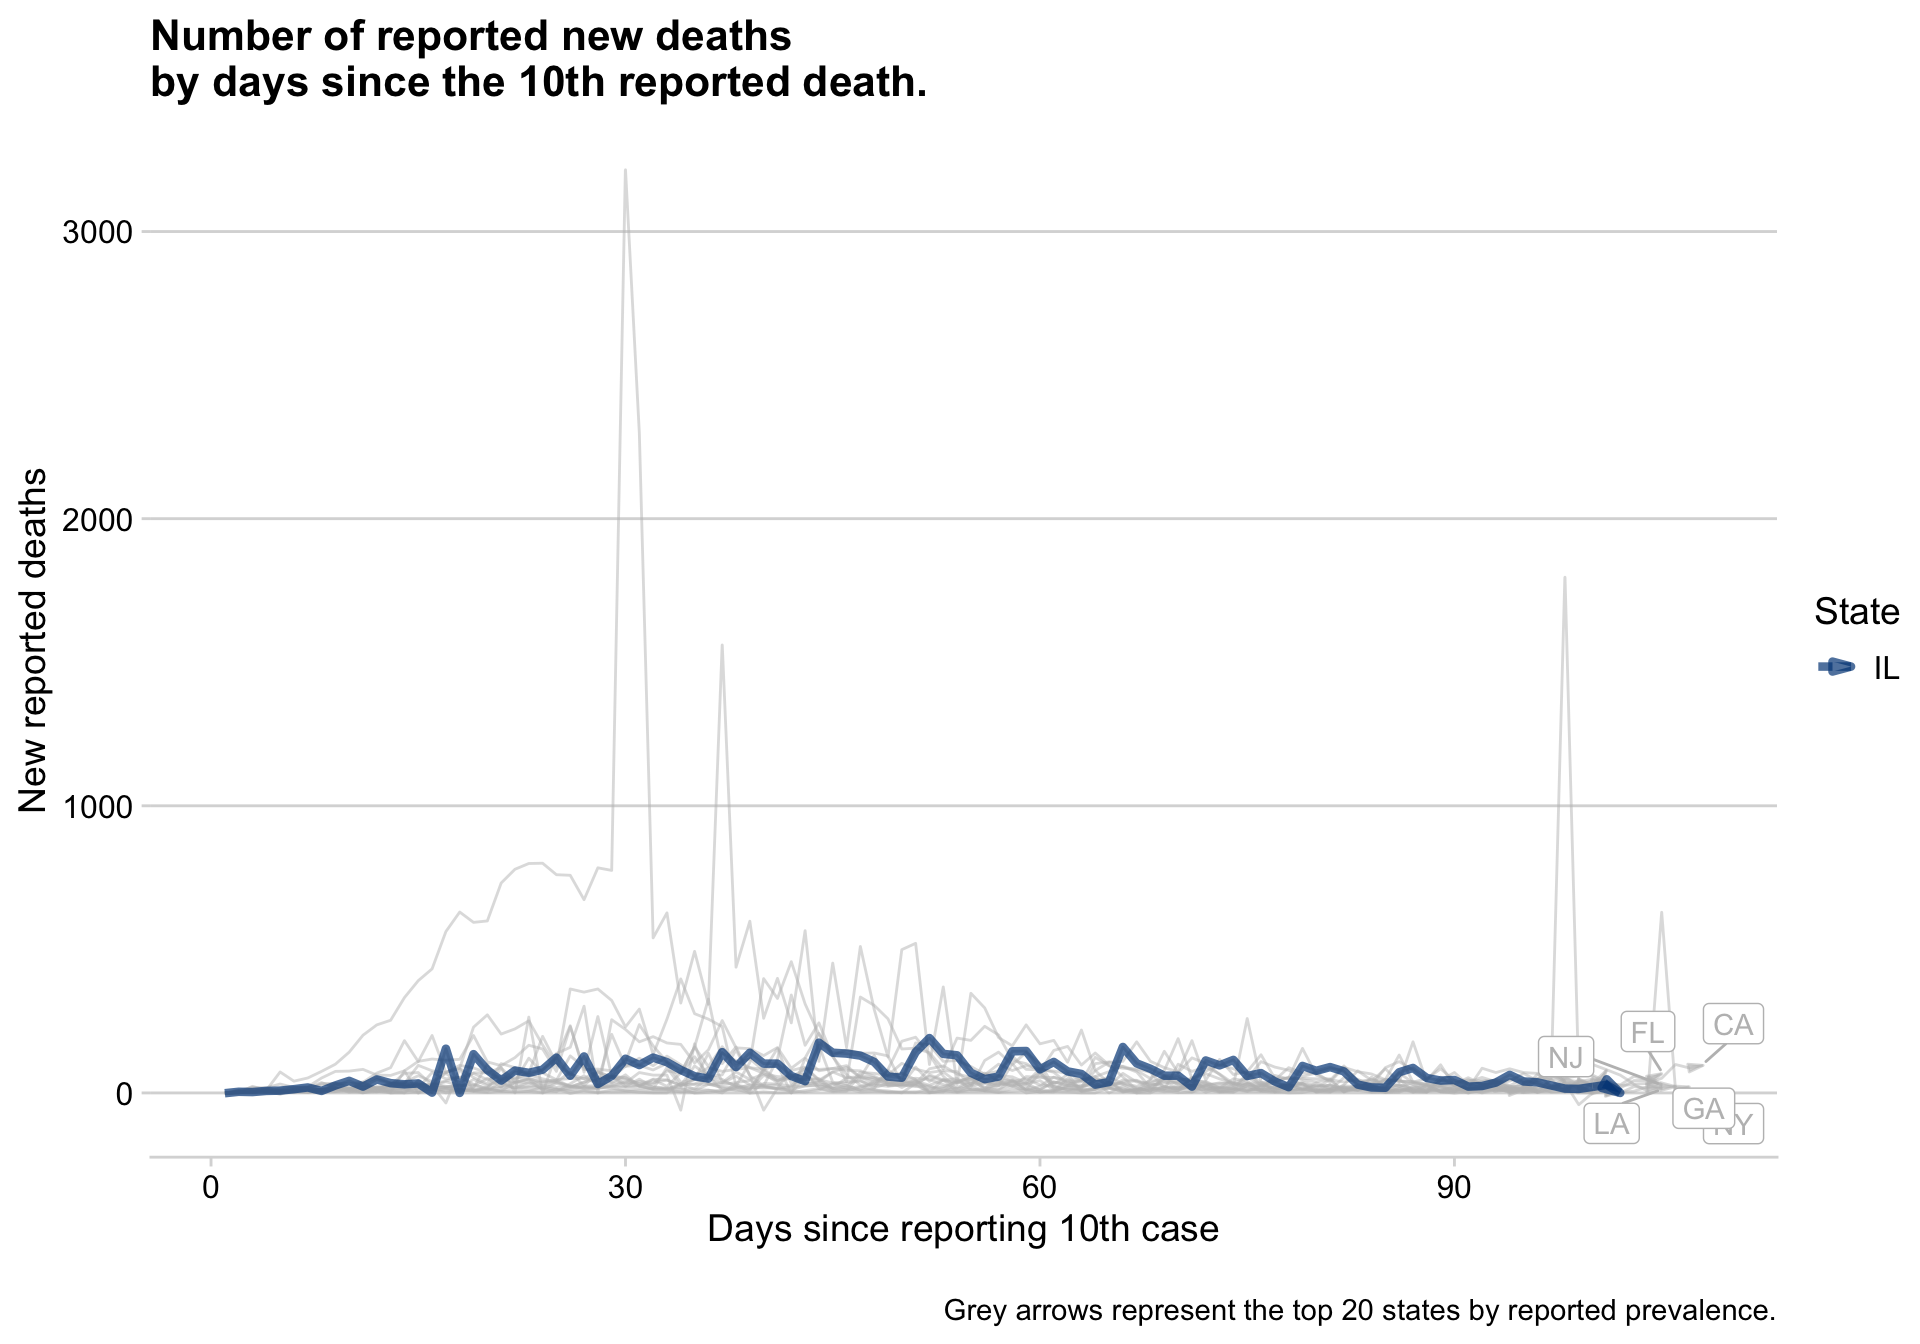 Number of reported new deaths
by days since the 10th reported death.
New reported deaths
3000
2000
1000
0
0
30
60
90
Days since reporting 10th case
State
IL
NJ
FL
CA
LA
GA
NY
Grey arrows represent the top 20 states by reported prevalence.